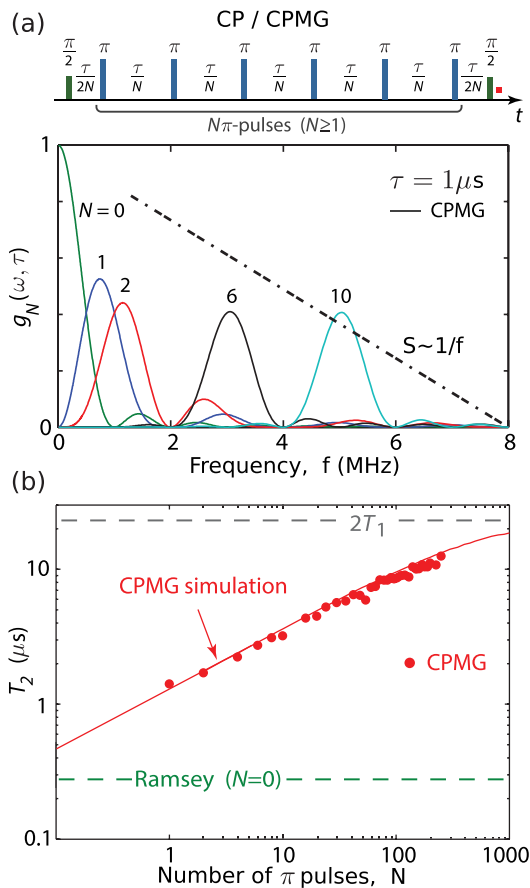 (a)
CP / CPMG
π/2 τ/2N π τ/N π τ/N π τ/N π τ/N π τ/N π τ/2N π/2
t
Nπ-pulses (N≥1)
g_N(ω, τ)
1
0
N = 0
1
2
6
10
τ = 1μs
CPMG
S~1/f
0 2 4 6 8
Frequency, f (MHz)
(b)
T₂ (μs)
10
1
0.1
2T₁
CPMG simulation
CPMG
Ramsey (N=0)
1 10 100 1000
Number of π pulses, N